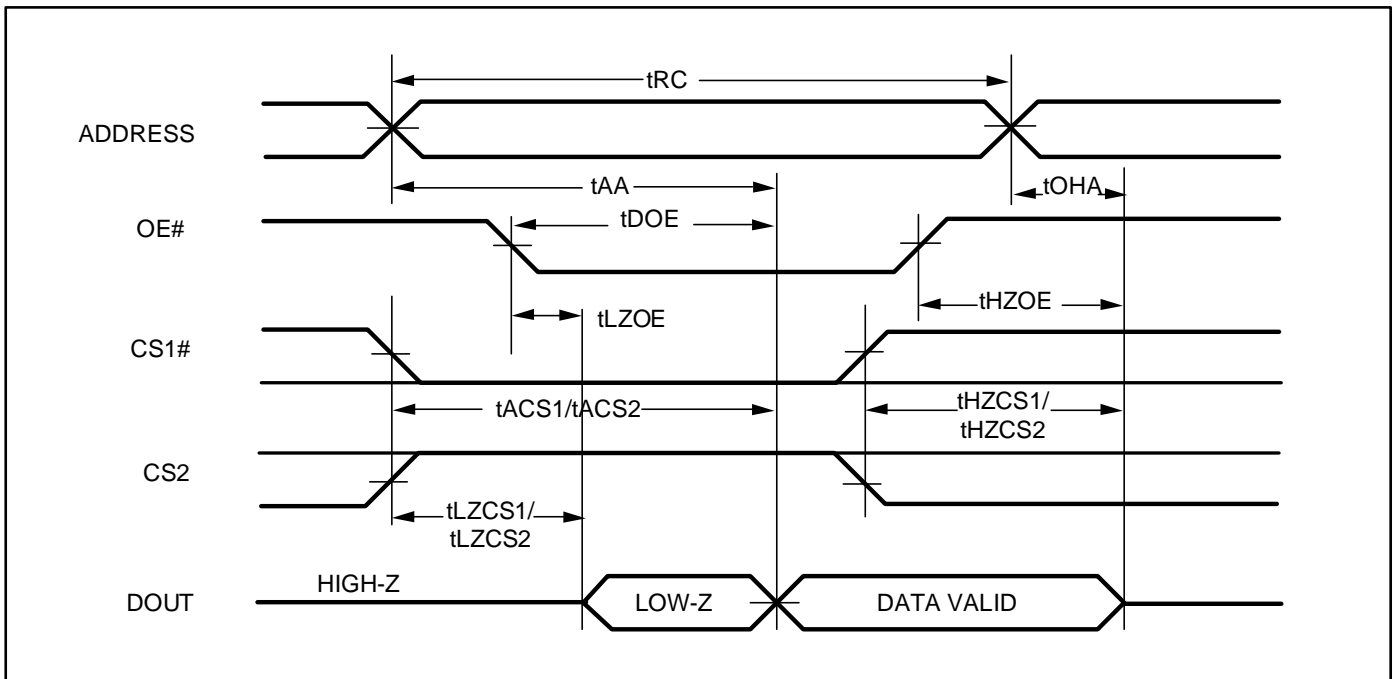 tRC
ADDRESS
tAA
tOHA
OE#
tDOE
tHZOE
tLZOE
CS1#
tACS1/tACS2
tHZCS1/
tHZCS2
CS2
tLZCS1/
tLZCS2
HIGH-Z
DOUT
LOW-Z
DATA VALID